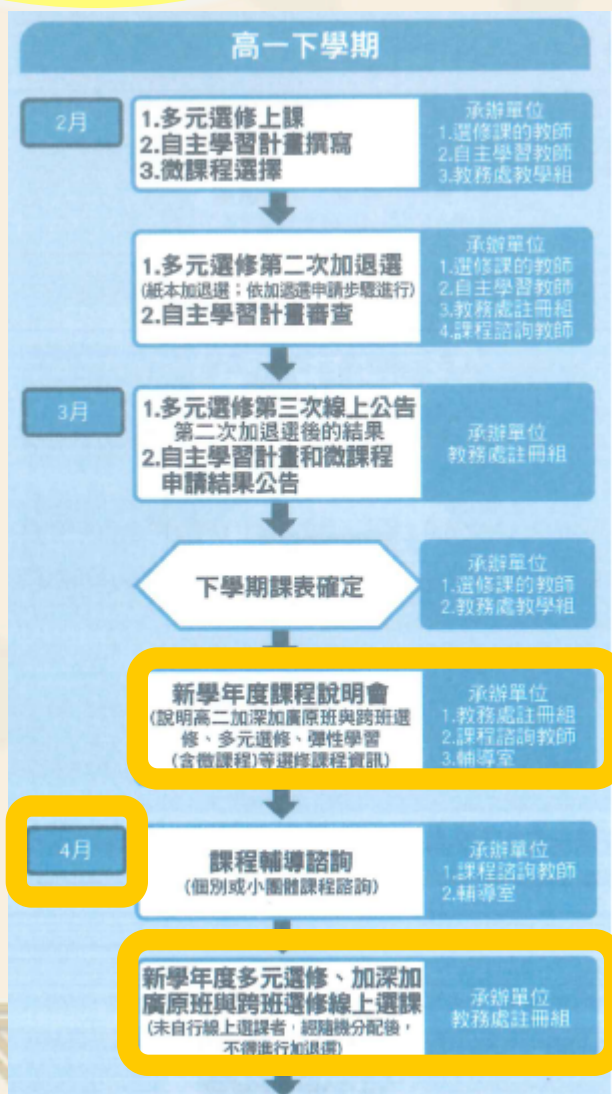 高一下學期
2月
1.多元選修上課
2.自主學習計畫撰寫
3.微課程選擇
承辦單位
1.選修課的教師
2.自主學習教師
3.教務處教學組
1.多元選修第二次加退選
(紙本加退選；依加退選申請步驟進行)
2.自主學習計畫審查
承辦單位
1.選修課的教師
2.自主學習教師
3.教務處註冊組
4.課程諮詢教師
3月
1.多元選修第三次線上公告
第二次加退選後的結果
2.自主學習計畫和微課程
申請結果公告
承辦單位
教務處註冊組
下學期課表確定
承辦單位
1.選修課的教師
2.教務處教學組
新學年度課程說明會
(說明高二加深加廣原班與跨班選
修、多元選修、彈性學習
(含微課程)等選修課程資訊)
承辦單位
1.教務處註冊組
2.課程諮詢教師
3.輔導室
4月
課程輔導諮詢
(個別或小團體課程諮詢)
承辦單位
1.課程諮詢教師
2.輔導室
新學年度多元選修、加深加
廣原班與跨班選修線上選課
(未自行線上選課者，經隨機分配後，
不得進行加退選)
承辦單位
教務處註冊組